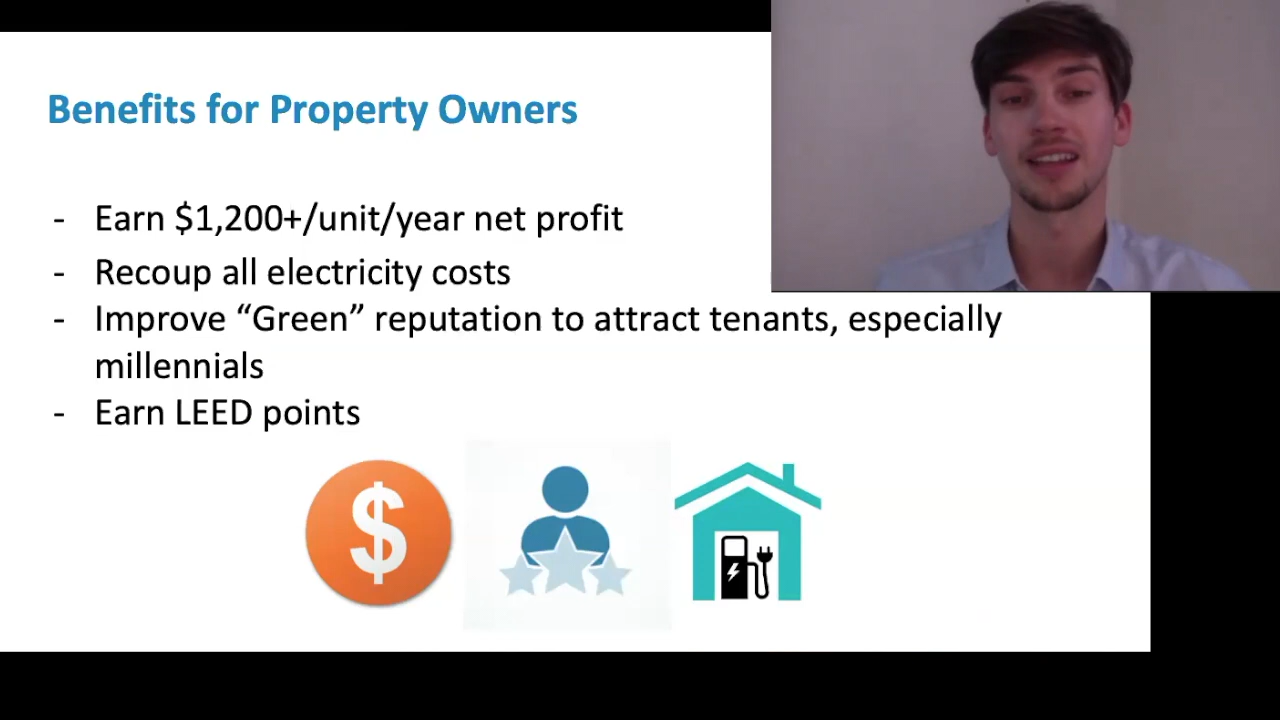 Benefits for Property Owners
- Earn $1,200+/unit/year net profit
- Recoup all electricity costs
- Improve “Green” reputation to attract tenants, especially
millennials
- Earn LEED points
$